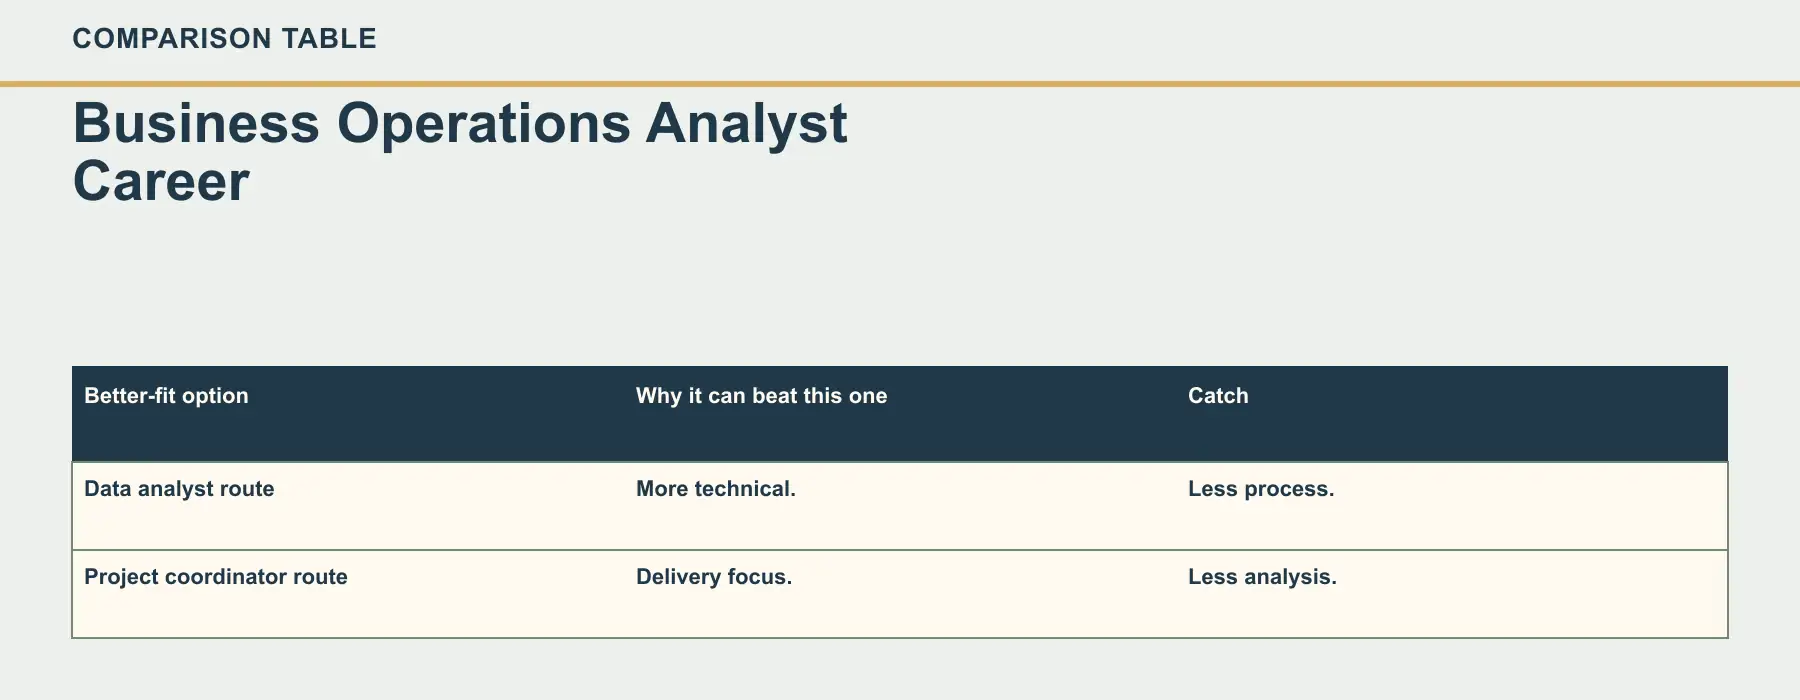 COMPARISON TABLE
Business Operations Analyst
Career
Better-fit option Why it can beat this one Catch
Data analyst route More technical. Less process.
Project coordinator route Delivery focus. Less analysis.